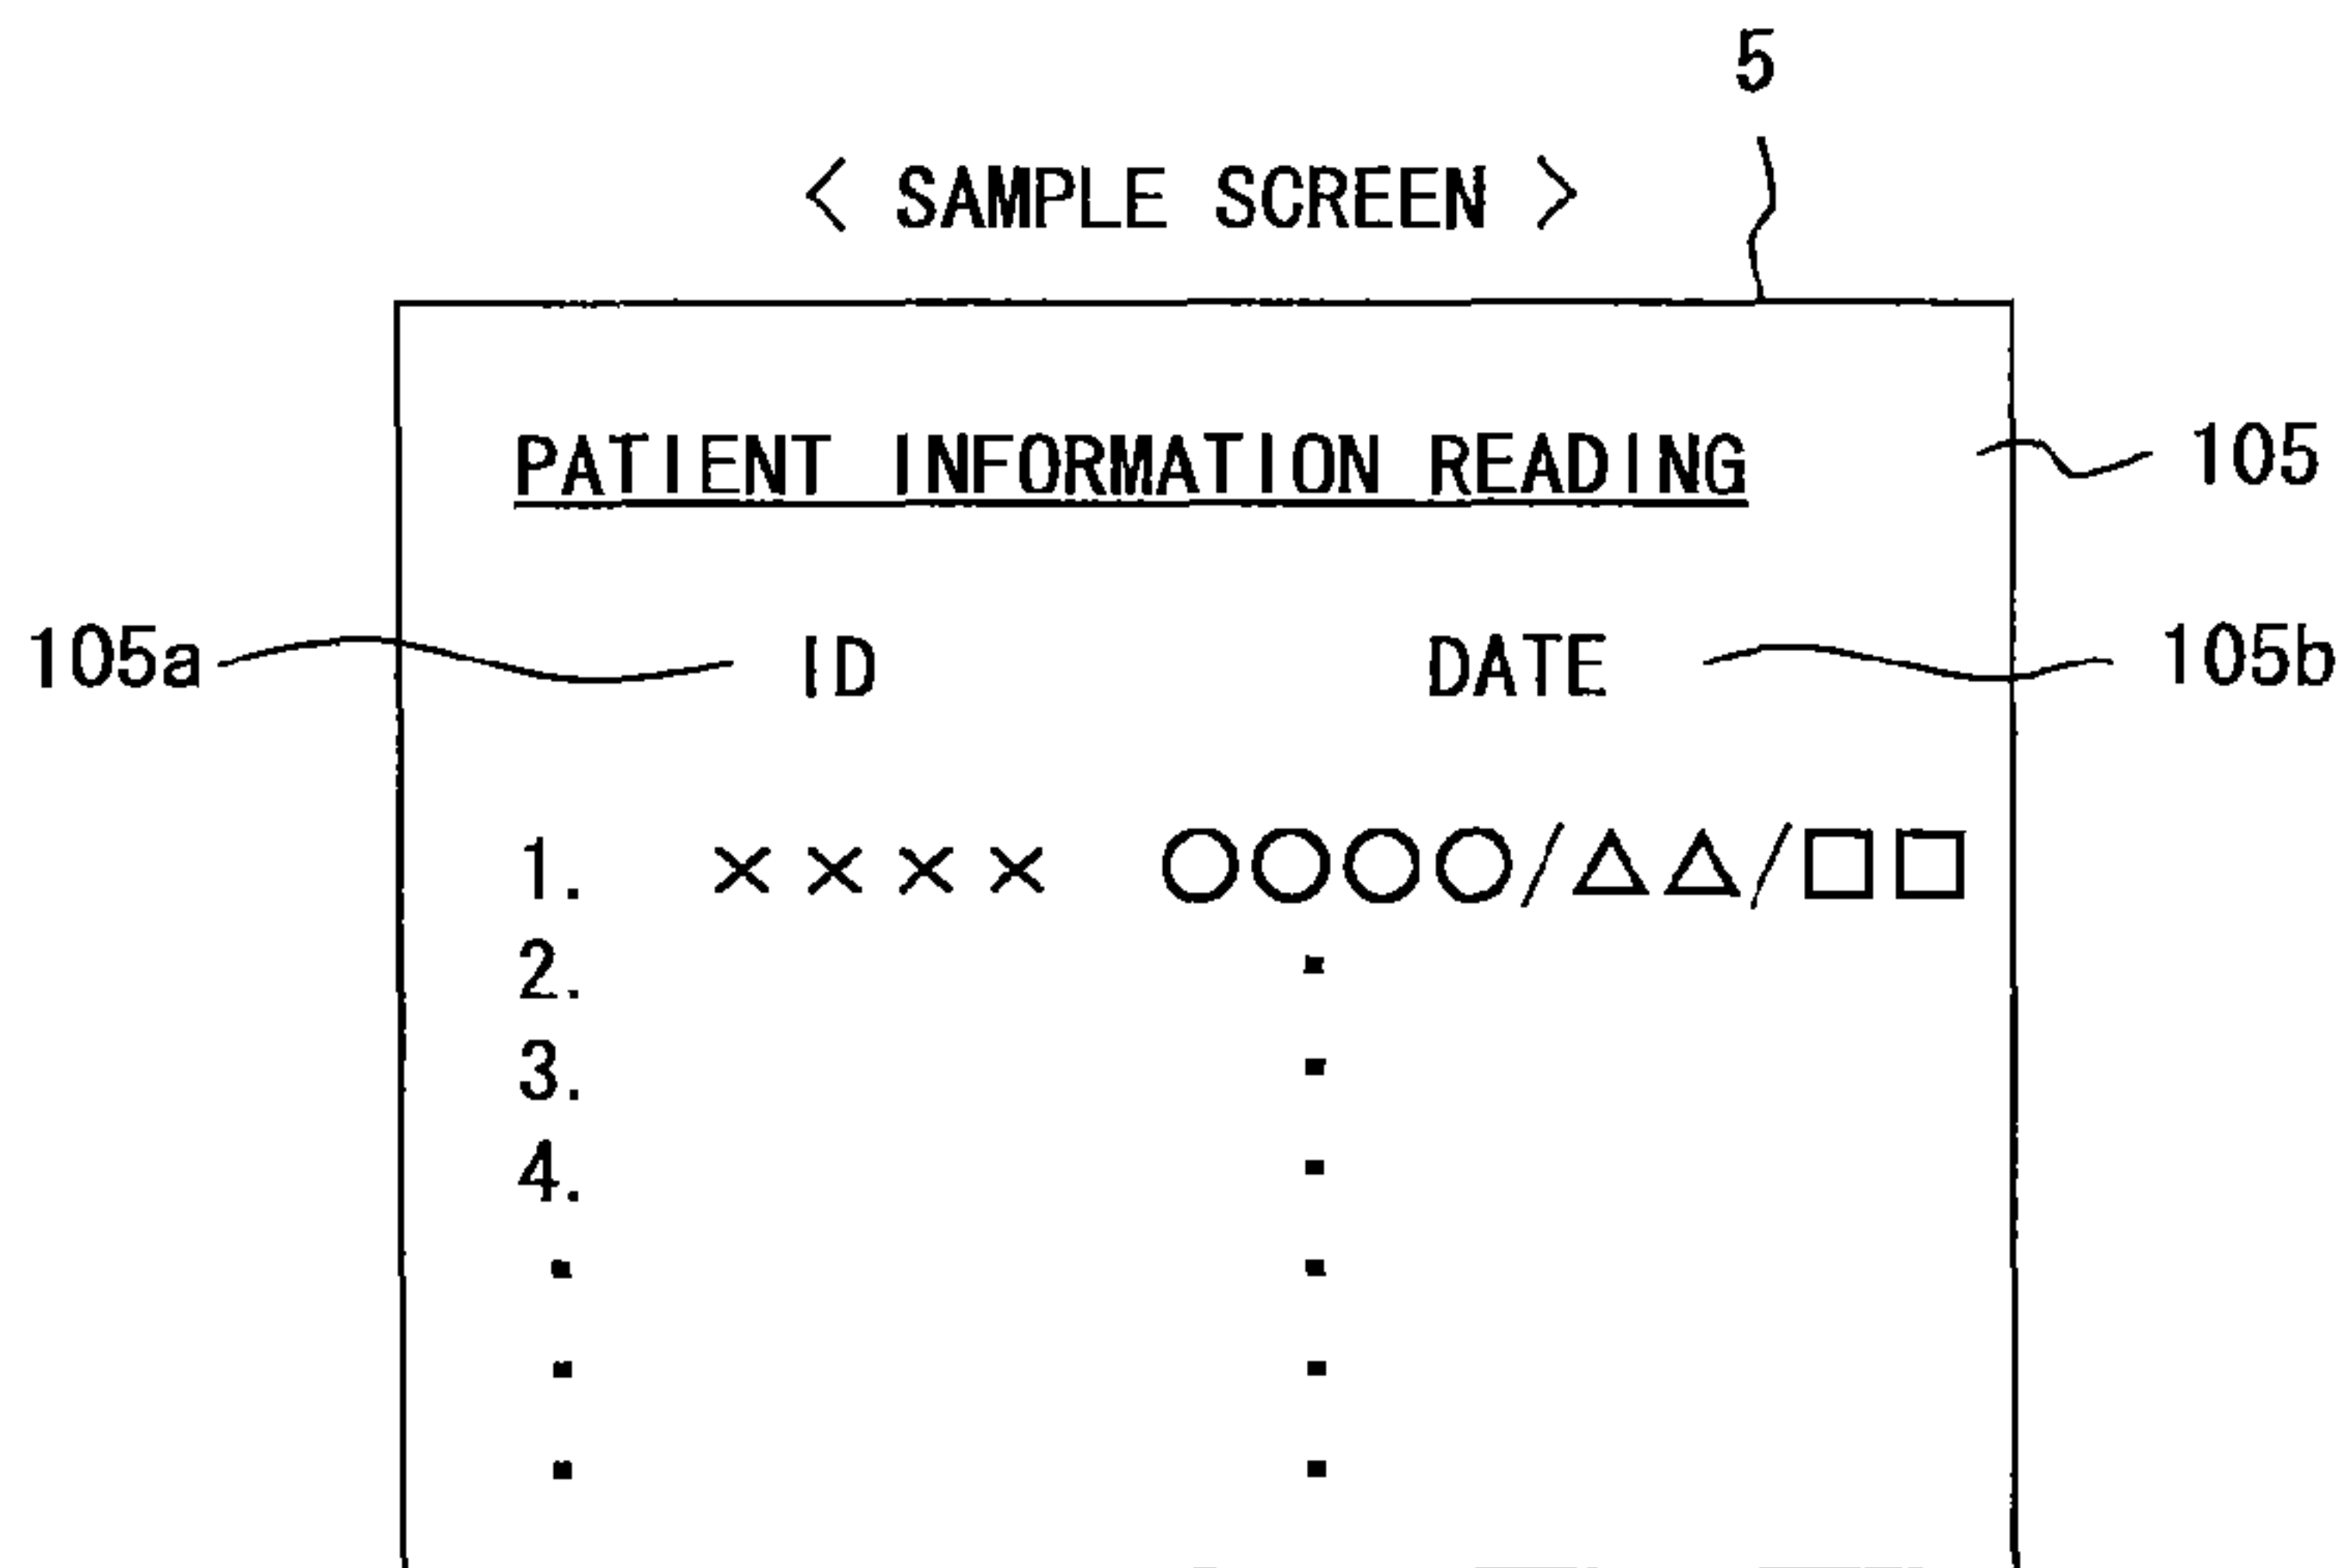 5
< SAMPLE SCREEN >
PATIENT INFORMATION READING
105
105a
ID
DATE
105b
1. ×××× ○○○○/△△/□□
2. ·
3. ·
4. ·
· ·
· ·
· ·